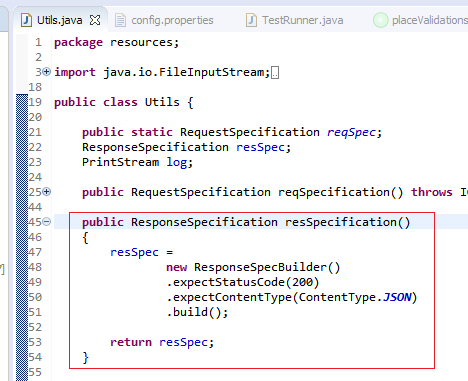 Utils.java config.properties TestRunner.java placeValidations
1 package resources;
2
3 import java.io.FileInputStream;
18
19 public class Utils {
20
21 public static RequestSpecification reqSpec;
22 ResponseSpecification resSpec;
23 PrintStream log;
24
25 public RequestSpecification reqSpecification() throws I
44
45 public ResponseSpecification resSpecification()
46 {
47 resSpec =
48 new ResponseSpecBuilder()
49 .expectStatusCode(200)
50 .expectContentType(ContentType.JSON)
51 .build();
52
53 return resSpec;
54 }
55